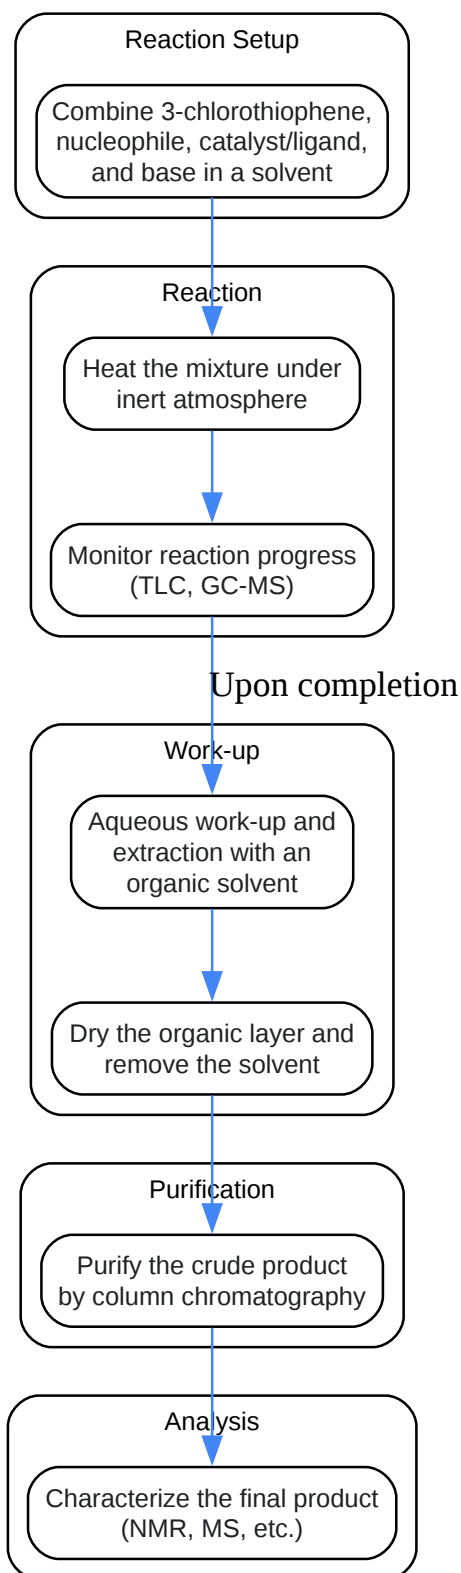 Reaction Setup
Combine 3-chlorothiophene,
nucleophile, catalyst/ligand,
and base in a solvent
Reaction
Heat the mixture under
inert atmosphere
Monitor reaction progress
(TLC, GC-MS)
Upon completion
Work-up
Aqueous work-up and
extraction with an
organic solvent
Dry the organic layer and
remove the solvent
Purification
Purify the crude product
by column chromatography
Analysis
Characterize the final product
(NMR, MS, etc.)